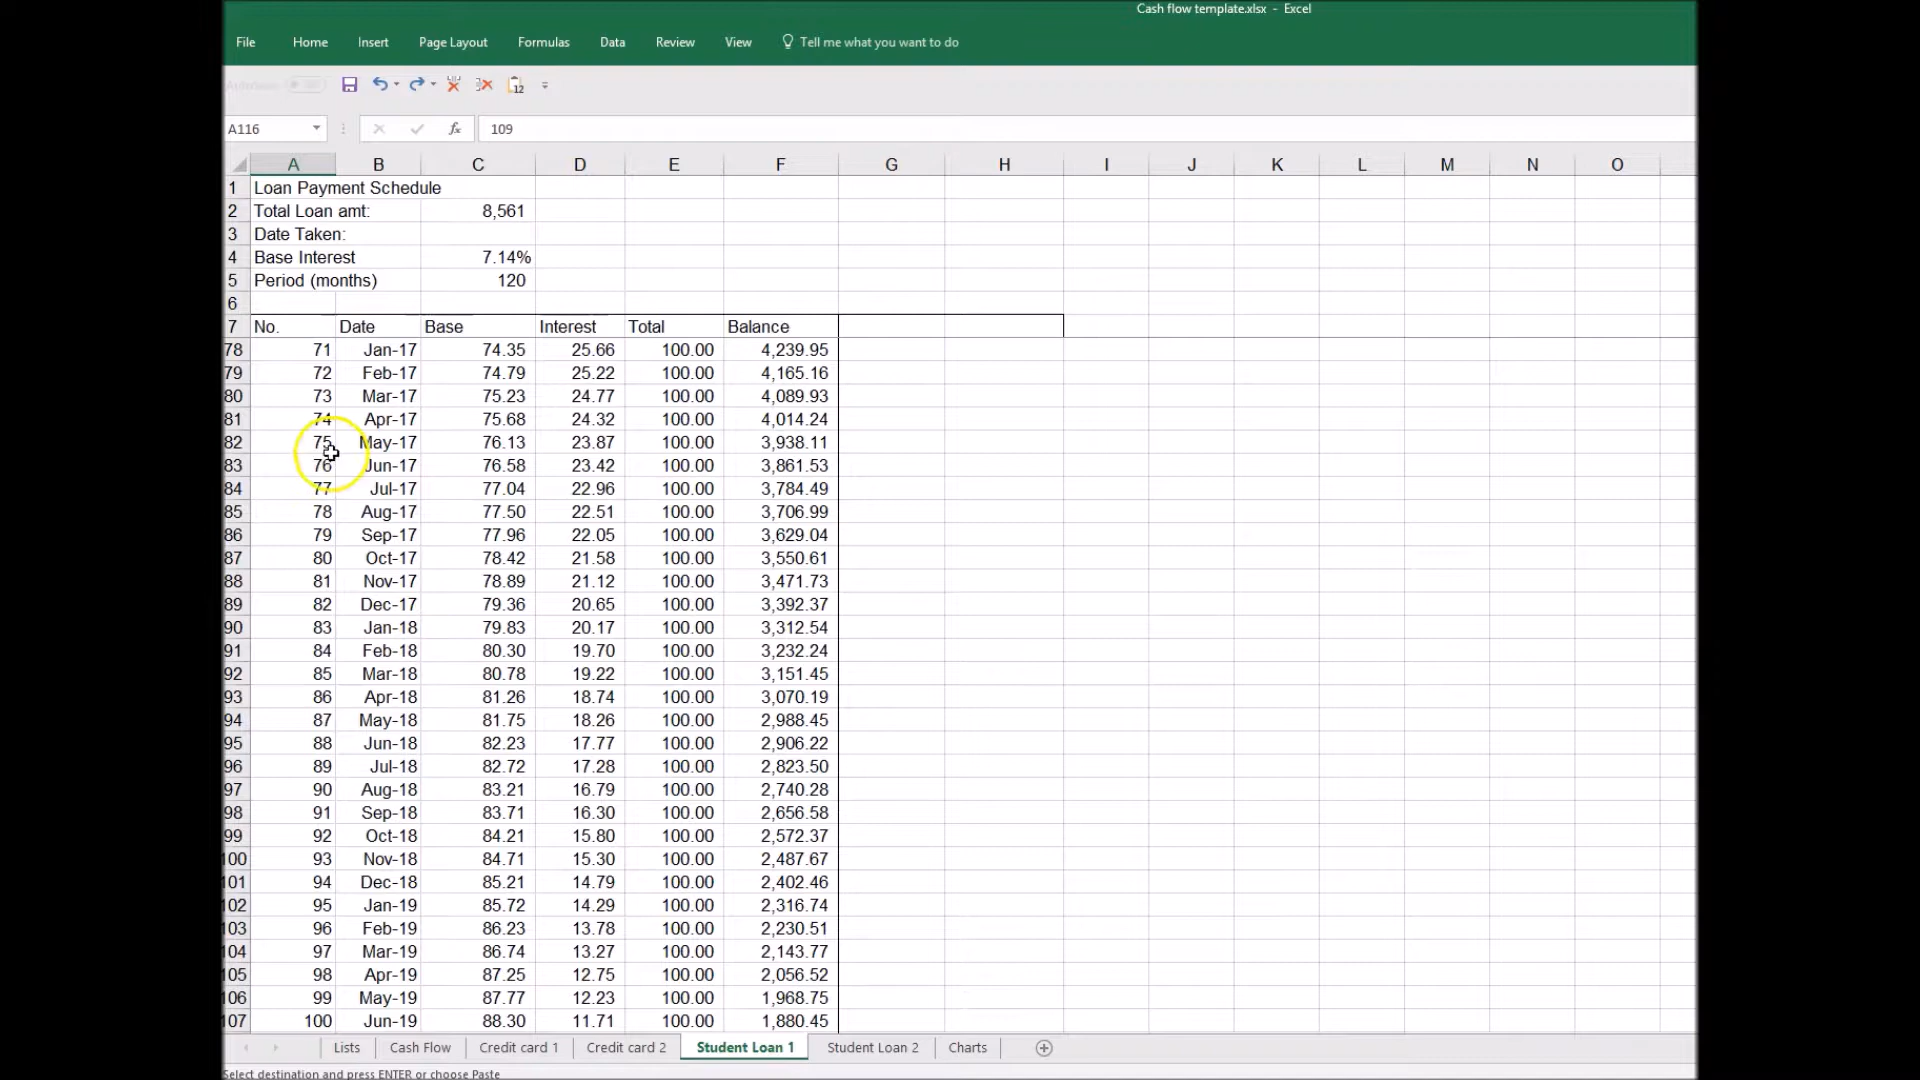 Cash flow template.xlsx - Excel
File Home Insert Page Layout Formulas Data Review View Tell me what you want to do
A116 fx 109
A B C D E F G H I J K L M N O
1 Loan Payment Schedule
2 Total Loan amt: 8,561
3 Date Taken:
4 Base Interest 7.14%
5 Period (months) 120
6
7 No. Date Base Interest Total Balance
78 71 Jan-17 74.35 25.66 100.00 4,239.95
79 72 Feb-17 74.79 25.22 100.00 4,165.16
80 73 Mar-17 75.23 24.77 100.00 4,089.93
81 74 Apr-17 75.68 24.32 100.00 4,014.24
82 75 May-17 76.13 23.87 100.00 3,938.11
83 76 Jun-17 76.58 23.42 100.00 3,861.53
84 77 Jul-17 77.04 22.96 100.00 3,784.49
85 78 Aug-17 77.50 22.51 100.00 3,706.99
86 79 Sep-17 77.96 22.05 100.00 3,629.04
87 80 Oct-17 78.42 21.58 100.00 3,550.61
88 81 Nov-17 78.89 21.12 100.00 3,471.73
89 82 Dec-17 79.36 20.65 100.00 3,392.37
90 83 Jan-18 79.83 20.17 100.00 3,312.54
91 84 Feb-18 80.30 19.70 100.00 3,232.24
92 85 Mar-18 80.78 19.22 100.00 3,151.45
93 86 Apr-18 81.26 18.74 100.00 3,070.19
94 87 May-18 81.75 18.26 100.00 2,988.45
95 88 Jun-18 82.23 17.77 100.00 2,906.22
96 89 Jul-18 82.72 17.28 100.00 2,823.50
97 90 Aug-18 83.21 16.79 100.00 2,740.28
98 91 Sep-18 83.71 16.30 100.00 2,656.58
99 92 Oct-18 84.21 15.80 100.00 2,572.37
100 93 Nov-18 84.71 15.30 100.00 2,487.67
101 94 Dec-18 85.21 14.79 100.00 2,402.46
102 95 Jan-19 85.72 14.29 100.00 2,316.74
103 96 Feb-19 86.23 13.78 100.00 2,230.51
104 97 Mar-19 86.74 13.27 100.00 2,143.77
105 98 Apr-19 87.25 12.75 100.00 2,056.52
106 99 May-19 87.77 12.23 100.00 1,968.75
107 100 Jun-19 88.30 11.71 100.00 1,880.45
Lists Cash Flow Credit card 1 Credit card 2 Student Loan 1 Student Loan 2 Charts
Select destination and press ENTER or choose Paste